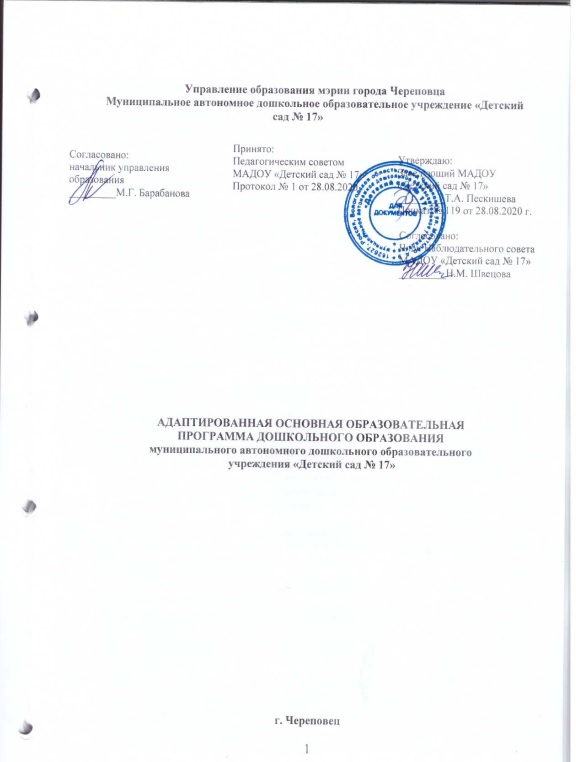 Управление образования мэрии города Череповца
Муниципальное автономное дошкольное образовательное учреждение «Детский
сад № 17»
Согласовано:
начальник управления
образования
М.Г. Барабанова
Принято:
Педагогическим советом
МАДОУ «Детский сад № 17»
Протокол № 1 от 28.08.2020
Утверждаю:
МАДОУ
сад № 17»
Т.А. Пескишева
119 от 28.08.2020 г.
Согласовано:
наблюдательного совета
«Детский сад № 17»
Н.М. Швецова
ДЛЯ
ДОКУМЕНТОВ
АДАПТИРОВАННАЯ ОСНОВНАЯ ОБРАЗОВАТЕЛЬНАЯ
ПРОГРАММА ДОШКОЛЬНОГО ОБРАЗОВАНИЯ
муниципального автономного дошкольного образовательного
учреждения «Детский сад № 17»
г. Череповец
1